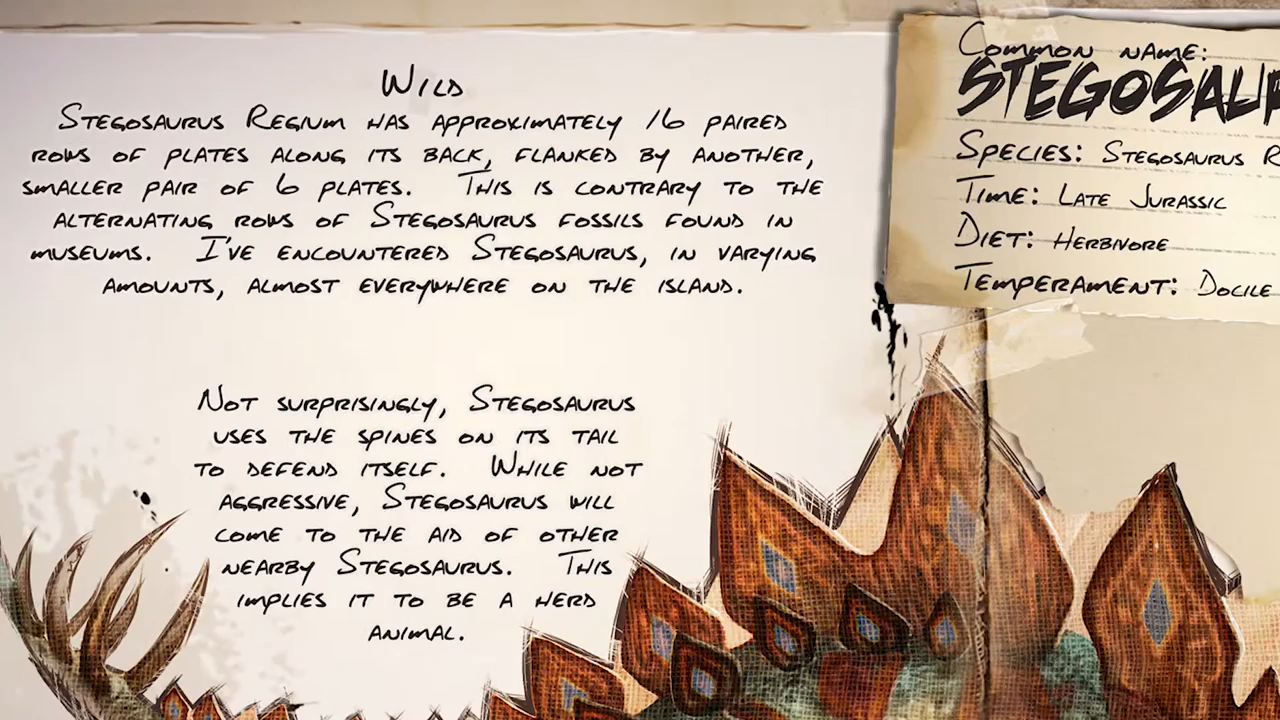 Wild
Stegosaurus Regium has approximately 16 paired
rows of plates along its back, flanked by another,
smaller pair of 6 plates. This is contrary to the
alternating rows of Stegosaurus fossils found in
museums. I've encountered Stegosaurus, in varying
amounts, almost everywhere on the island.
Not surprisingly, Stegosaurus
uses the spines on its tail
to defend itself. While not
aggressive, Stegosaurus will
come to the aid of other
nearby Stegosaurus. This
implies it to be a herd
animal.
Common name:
STEGOSAUR
Species: Stegosaurus R
Time: Late Jurassic
Diet: Herbivore
Temperament: Docile